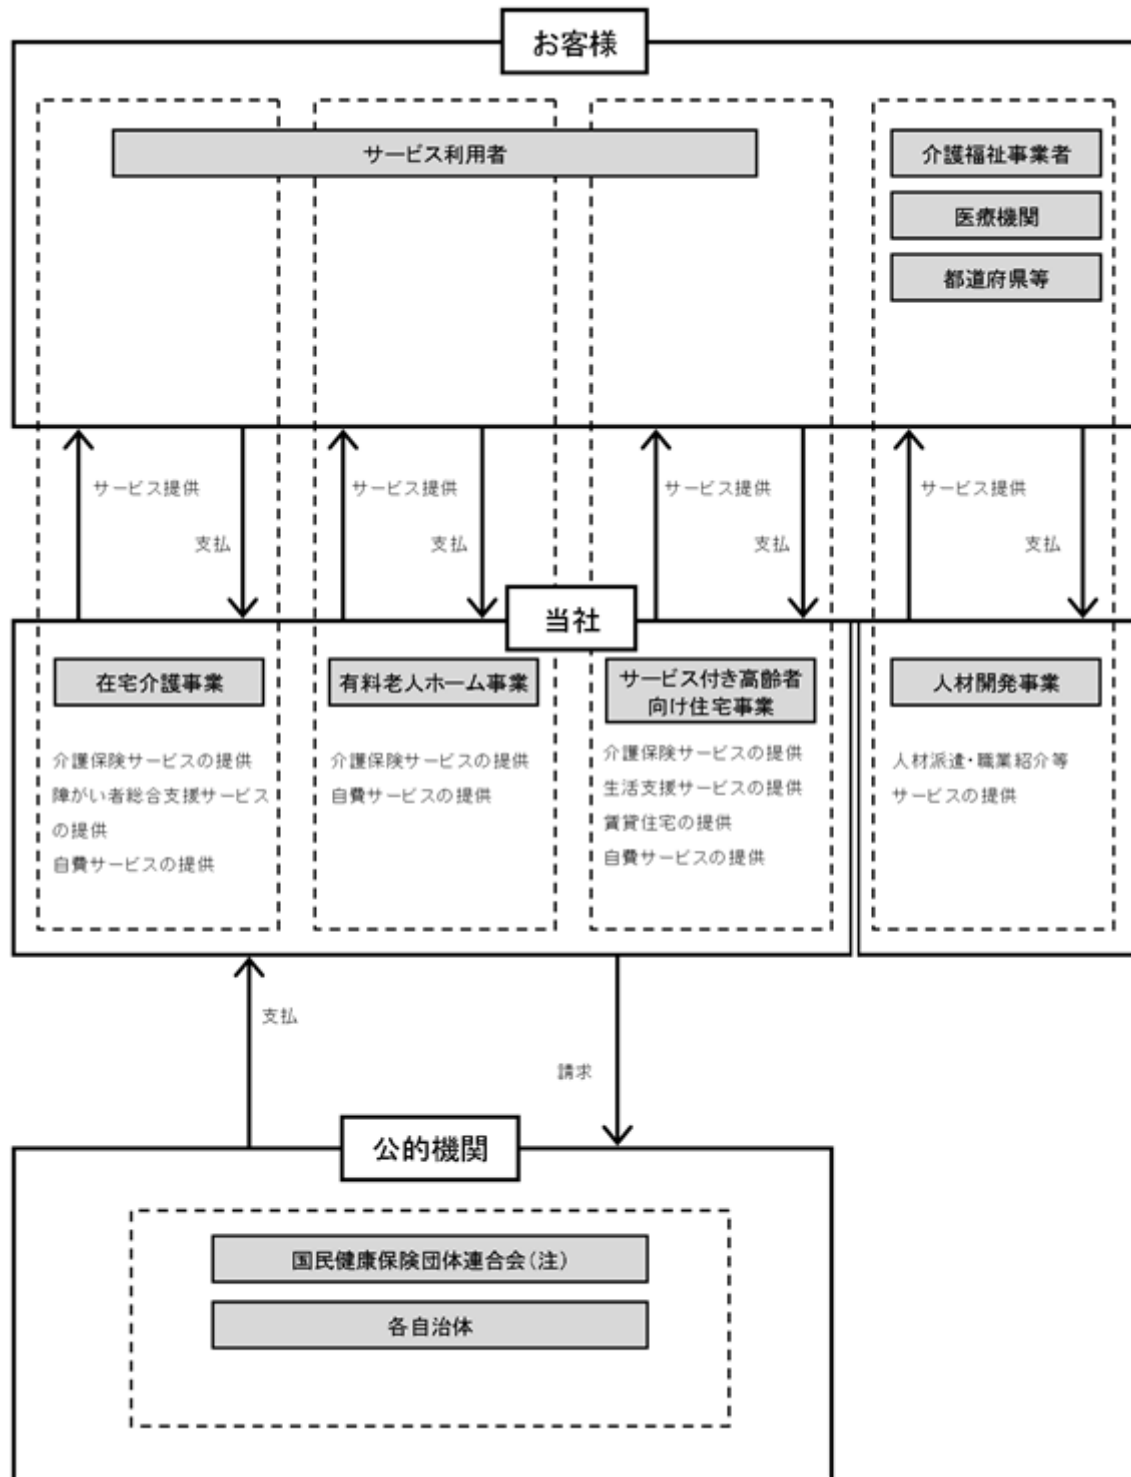 お客様
サービス利用者
介護福祉事業者
医療機関
都道府県等
サービス提供
支払
サービス提供
支払
サービス提供
支払
サービス提供
支払
当社
在宅介護事業
介護保険サービスの提供
障がい者総合支援サービス
の提供
自費サービスの提供
有料老人ホーム事業
介護保険サービスの提供
自費サービスの提供
サービス付き高齢者
向け住宅事業
介護保険サービスの提供
生活支援サービスの提供
賃貸住宅の提供
自費サービスの提供
人材開発事業
人材派遣・職業紹介等
サービスの提供
支払
請求
公的機関
国民健康保険団体連合会(注)
各自治体